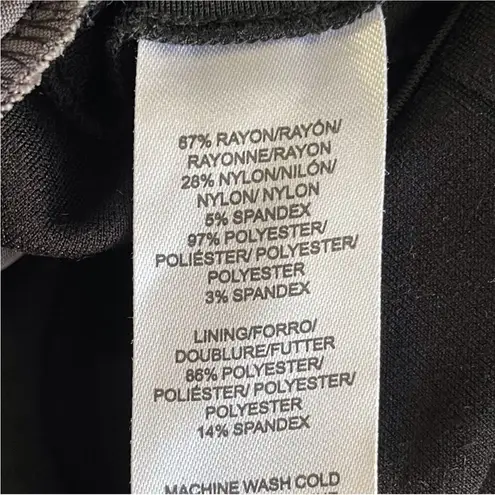 67% RAYON/RAYÓN/
RAYONNE/RAYON
28% NYLON/NILÓN/
NYLON/ NYLON
5% SPANDEX
97% POLYESTER/
POLIÉSTER/ POLYESTER/
POLYESTER
3% SPANDEX
LINING/FORRO/
DOUBLURE/FUTTER
86% POLYESTER/
POLIÉSTER/ POLYESTER/
POLYESTER
14% SPANDEX
MACHINE WASH COLD